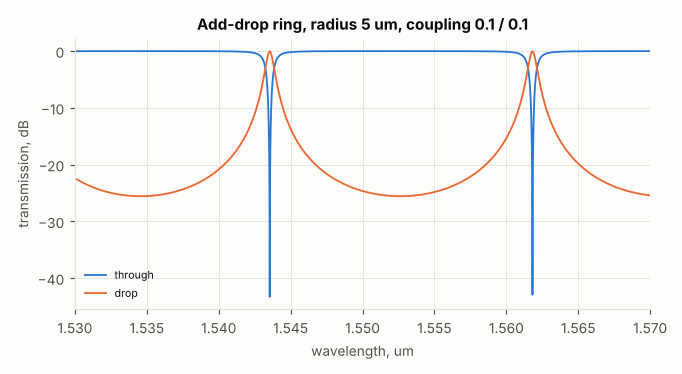 Add-drop ring, radius 5 um, coupling 0.1 / 0.1
transmission, dB
0
−10
−20
−30
−40
through
drop
1.530 1.535 1.540 1.545 1.550 1.555 1.560 1.565 1.570
wavelength, um